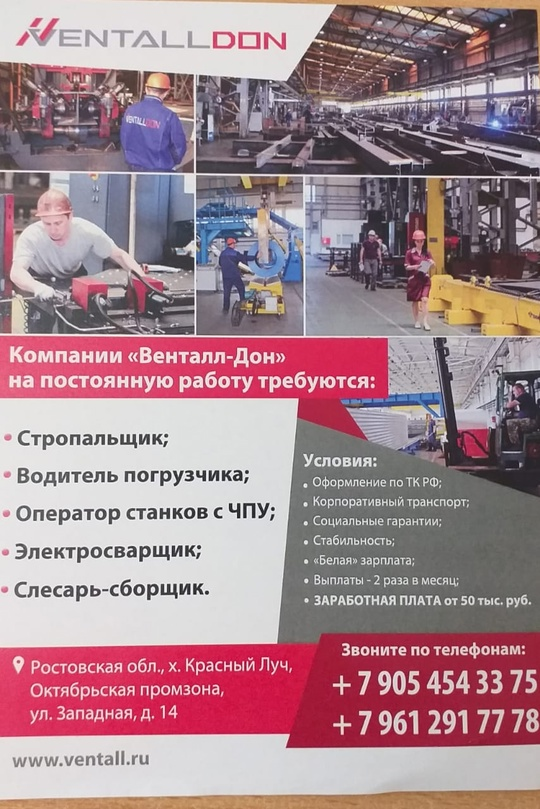 VENTALLDON
VENTALLDON
Компании «Венталл-Дон»
на постоянную работу требуются:
• Стропальщик;
• Водитель погрузчика;
• Оператор станков с ЧПУ;
• Электросварщик;
• Слесарь-сборщик.
Условия:
• Оформление по ТК РФ;
• Корпоративный транспорт;
• Социальные гарантии;
• Стабильность;
• «Белая» зарплата;
• Выплаты - 2 раза в месяц;
• ЗАРАБОТНАЯ ПЛАТА от 50 тыс. руб.
Ростовская обл., х. Красный Луч,
Октябрьская промзона,
ул. Западная, д. 14
Звоните по телефонам:
+ 7 905 454 33 75
+ 7 961 291 77 78
www.ventall.ru